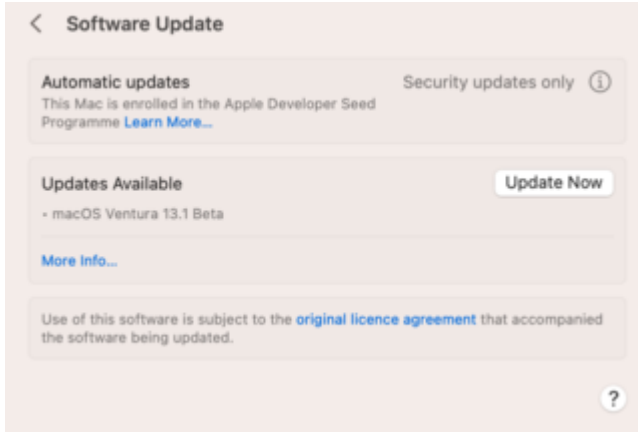 Software Update
Automatic updates
Security updates only
This Mac is enrolled in the Apple Developer Seed
Programme Learn More...
Updates Available
Update Now
• macOS Ventura 13.1 Beta
More Info...
Use of this software is subject to the original licence agreement that accompanied
the software being updated.
?